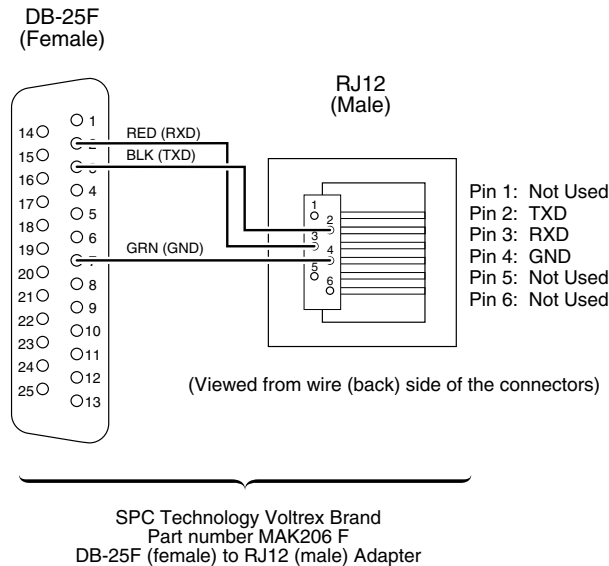 DB-25F
(Female)
RJ12
(Male)
1
14
RED (RXD)
2
15
BLK (TXD)
3
16
4
17
5
18
6
19
GRN (GND)
7
20
8
21
9
22
10
23
11
24
12
25
13
1
2
3
4
5
6
Pin 1: Not Used
Pin 2: TXD
Pin 3: RXD
Pin 4: GND
Pin 5: Not Used
Pin 6: Not Used
(Viewed from wire (back) side of the connectors)
SPC Technology Voltrex Brand
Part number MAK206 F
DB-25F (female) to RJ12 (male) Adapter